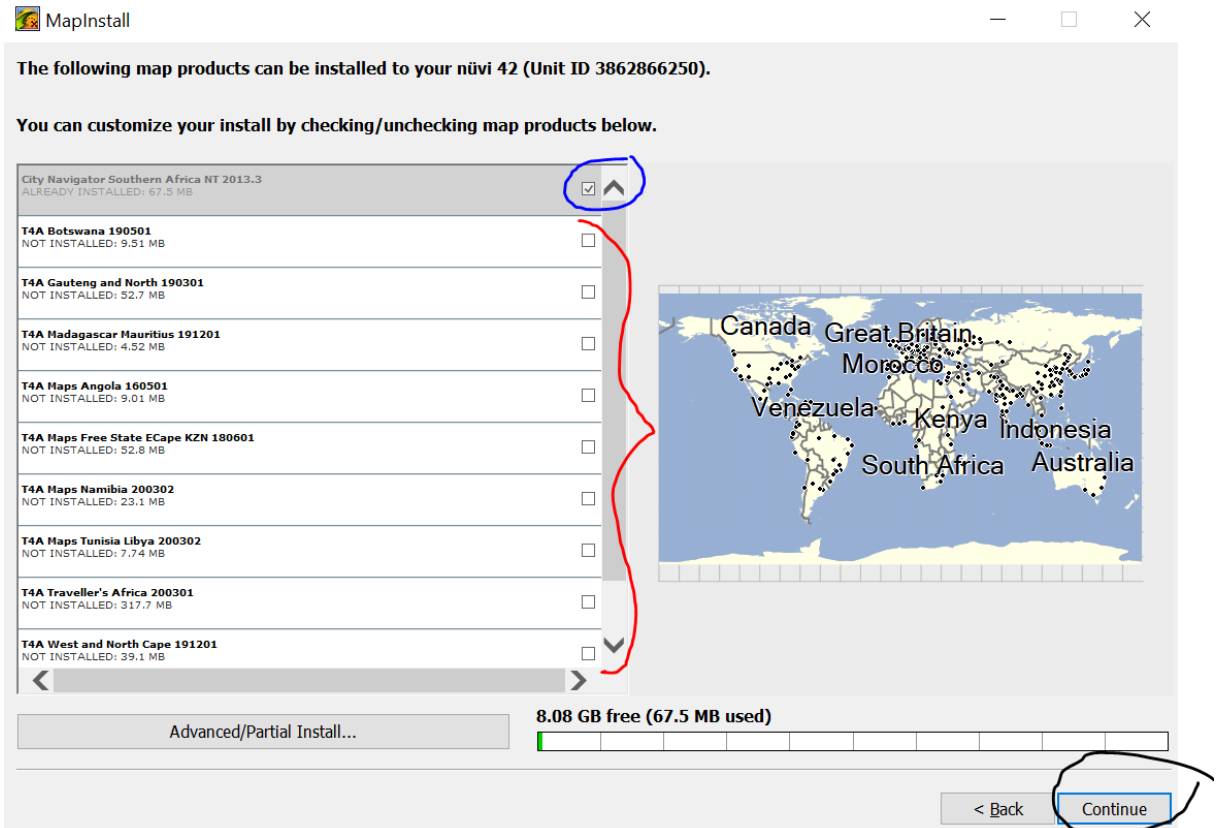 MapInstall
The following map products can be installed to your nüvi 42 (Unit ID 3862866250).
You can customize your install by checking/unchecking map products below.
City Navigator Southern Africa NT 2013.3
ALREADY INSTALLED: 67.5 MB
T4A Botswana 190501
NOT INSTALLED: 9.51 MB
T4A Gauteng and North 190301
NOT INSTALLED: 52.7 MB
T4A Madagascar Mauritius 191201
NOT INSTALLED: 4.52 MB
T4A Maps Angola 160501
NOT INSTALLED: 9.01 MB
T4A Maps Free State ECape KZN 180601
NOT INSTALLED: 52.8 MB
T4A Maps Namibia 200302
NOT INSTALLED: 23.1 MB
T4A Maps Tunisia Libya 200302
NOT INSTALLED: 7.74 MB
T4A Traveller's Africa 200301
NOT INSTALLED: 317.7 MB
T4A West and North Cape 191201
NOT INSTALLED: 39.1 MB
Canada
Great Britain
Morocco
Venezuela
Kenya
Indonesia
South Africa
Australia
Advanced/Partial Install...
8.08 GB free (67.5 MB used)
< Back
Continue